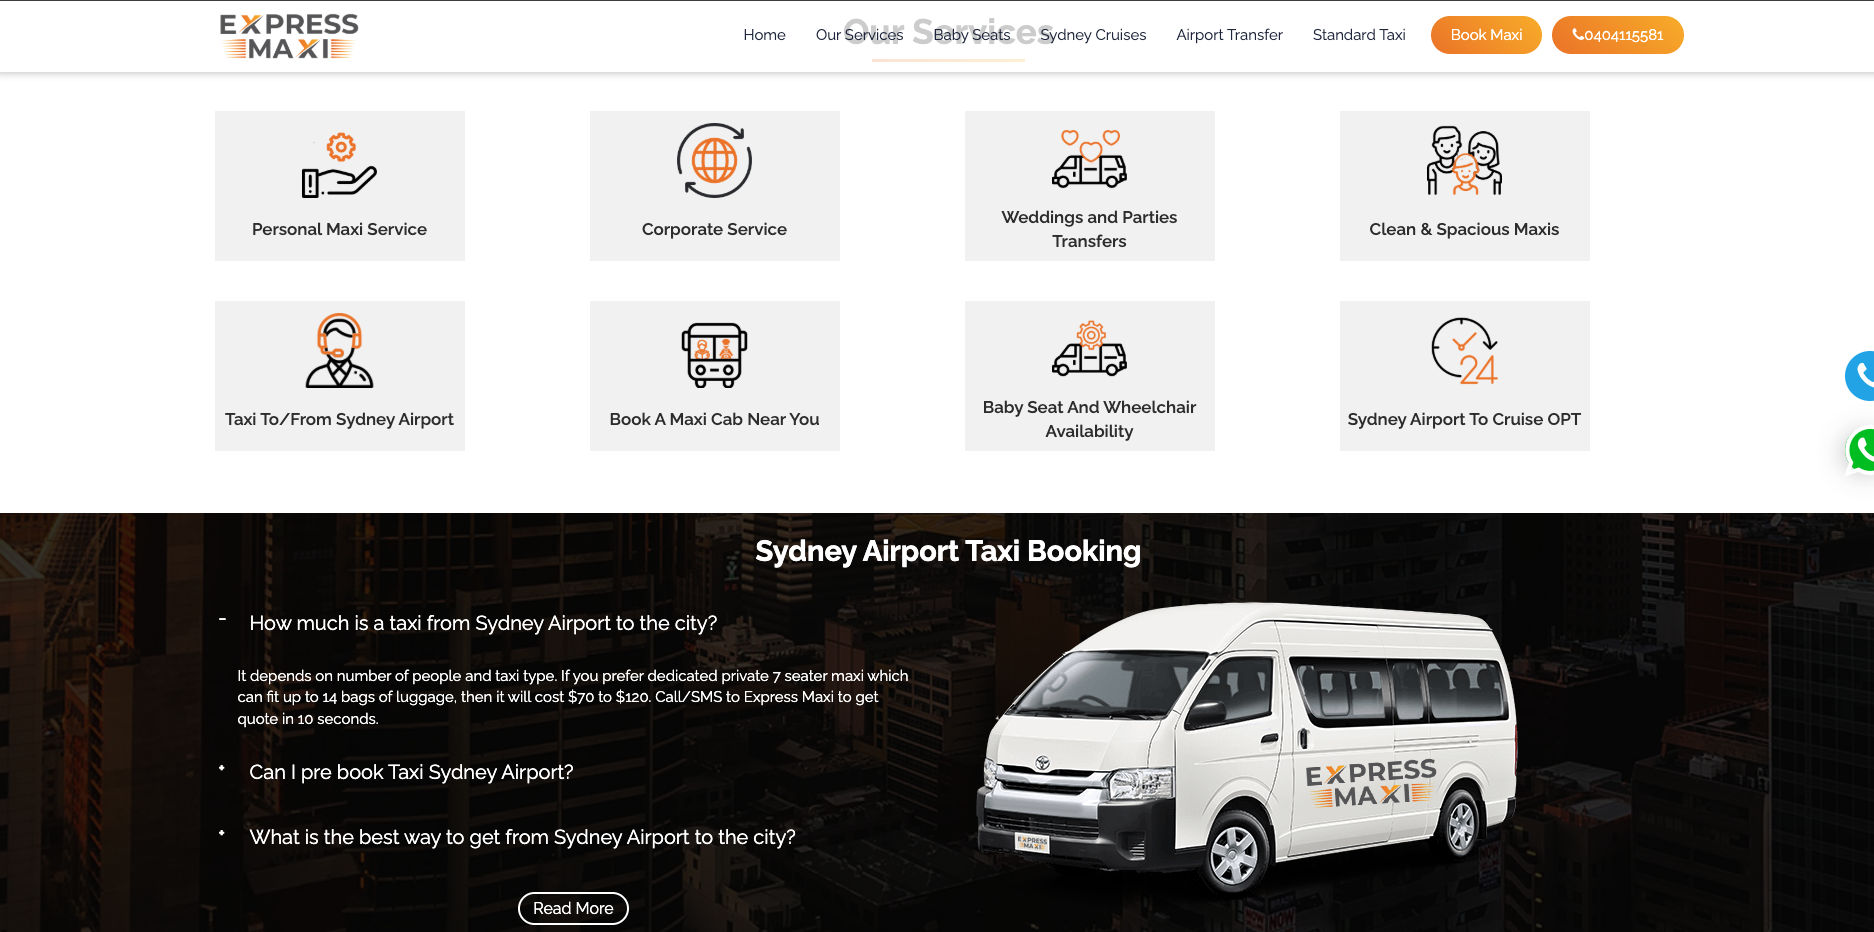 EXPRESS
MAXI
Our Services
Home
Our Services
Baby Seats
Sydney Cruises
Airport Transfer
Standard Taxi
Book Maxi
0404115581
Personal Maxi Service
Corporate Service
Weddings and Parties
Transfers
Clean & Spacious Maxis
Taxi To/From Sydney Airport
Book A Maxi Cab Near You
Baby Seat And Wheelchair
Availability
24
Sydney Airport To Cruise OPT
Sydney Airport Taxi Booking
- How much is a taxi from Sydney Airport to the city?
It depends on number of people and taxi type. If you prefer dedicated private 7 seater maxi which
can fit up to 14 bags of luggage, then it will cost $70 to $120. Call/SMS to Express Maxi to get
quote in 10 seconds.
+ Can I pre book Taxi Sydney Airport?
+ What is the best way to get from Sydney Airport to the city?
Read More
EXPRESS
MAXI
EXPRESS
MAXI